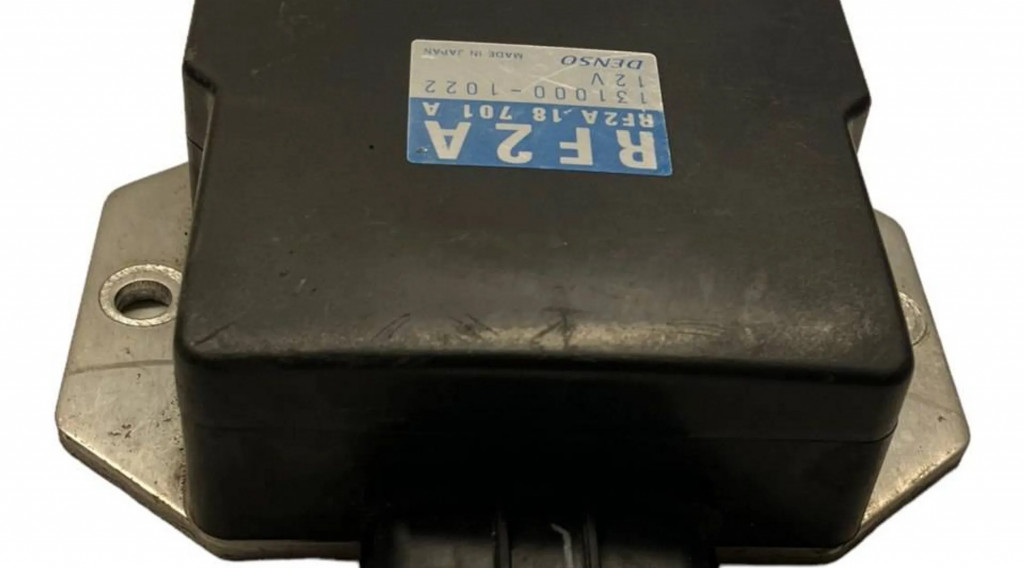 RF2A
RF2A 18 701 A
131000-1022
12V
DENSO MADE IN JAPAN